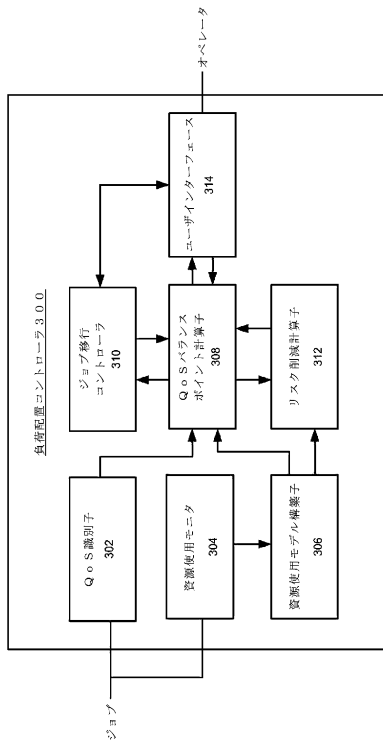 負荷配置コントローラ３００
ジョブ
ＱｏＳ識別子
302
資源使用モニタ
304
資源使用モデル構築子
306
ジョブ移行
コントローラ
310
ＱｏＳバランス
ポイント計算子
308
リスク削減計算子
312
ユーザインターフェース
314
オペレータ